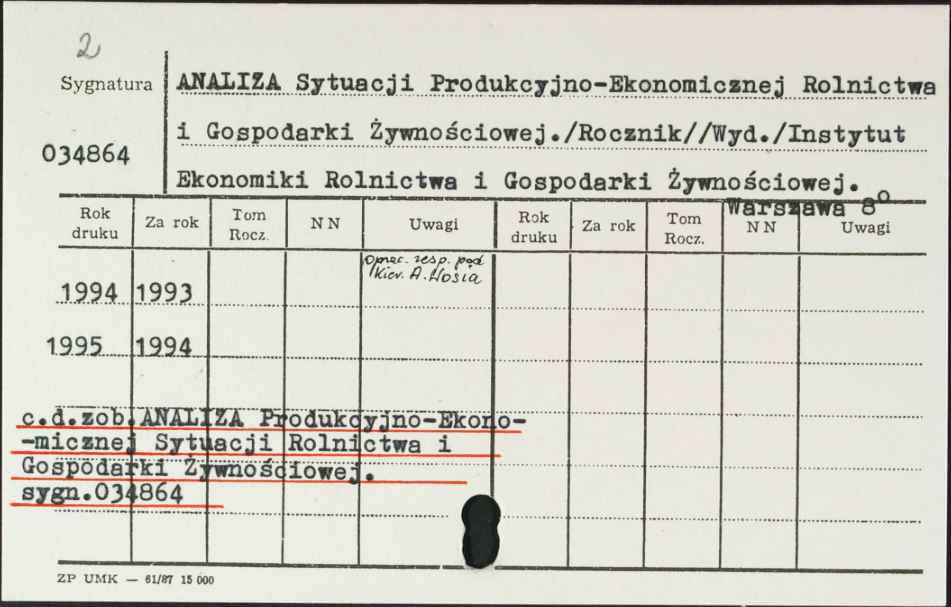 2
Sygnatura
ANALIZA Sytuacji Produkcyjno-Ekonomicznej Rolnictwa
034864
i Gospodarki Żywnościowej./Rocznik//Wyd./Instytut
Ekonomiki Rolnictwa i Gospodarki Żywnościowej.
Warszawa 8°
Rok druku Za rok Tom Rocz. N N Uwagi Rok druku Za rok Tom Rocz. N N Uwagi
Oprac. zesp. pod
Kier. A. Wosia
1994 1993
1995 1994
c.d.zob.ANALIZA Produkcyjno-Ekono-
-micznej Sytuacji Rolnictwa i
Gospodarki Żywnościowej.
sygn.034864
ZP UMK — 61/87 15 000